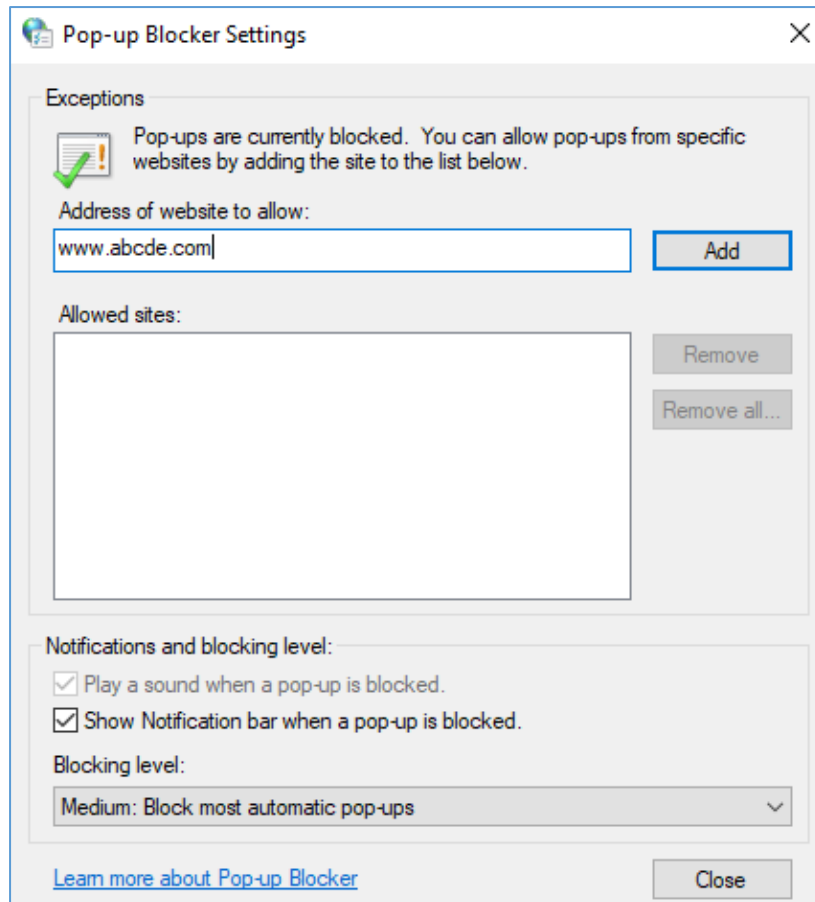 Pop-up Blocker Settings
Exceptions
Pop-ups are currently blocked. You can allow pop-ups from specific
websites by adding the site to the list below.
Address of website to allow:
www.abcde.com
Add
Allowed sites:
Remove
Remove all...
Notifications and blocking level:
Play a sound when a pop-up is blocked.
Show Notification bar when a pop-up is blocked.
Blocking level:
Medium: Block most automatic pop-ups
Learn more about Pop-up Blocker
Close